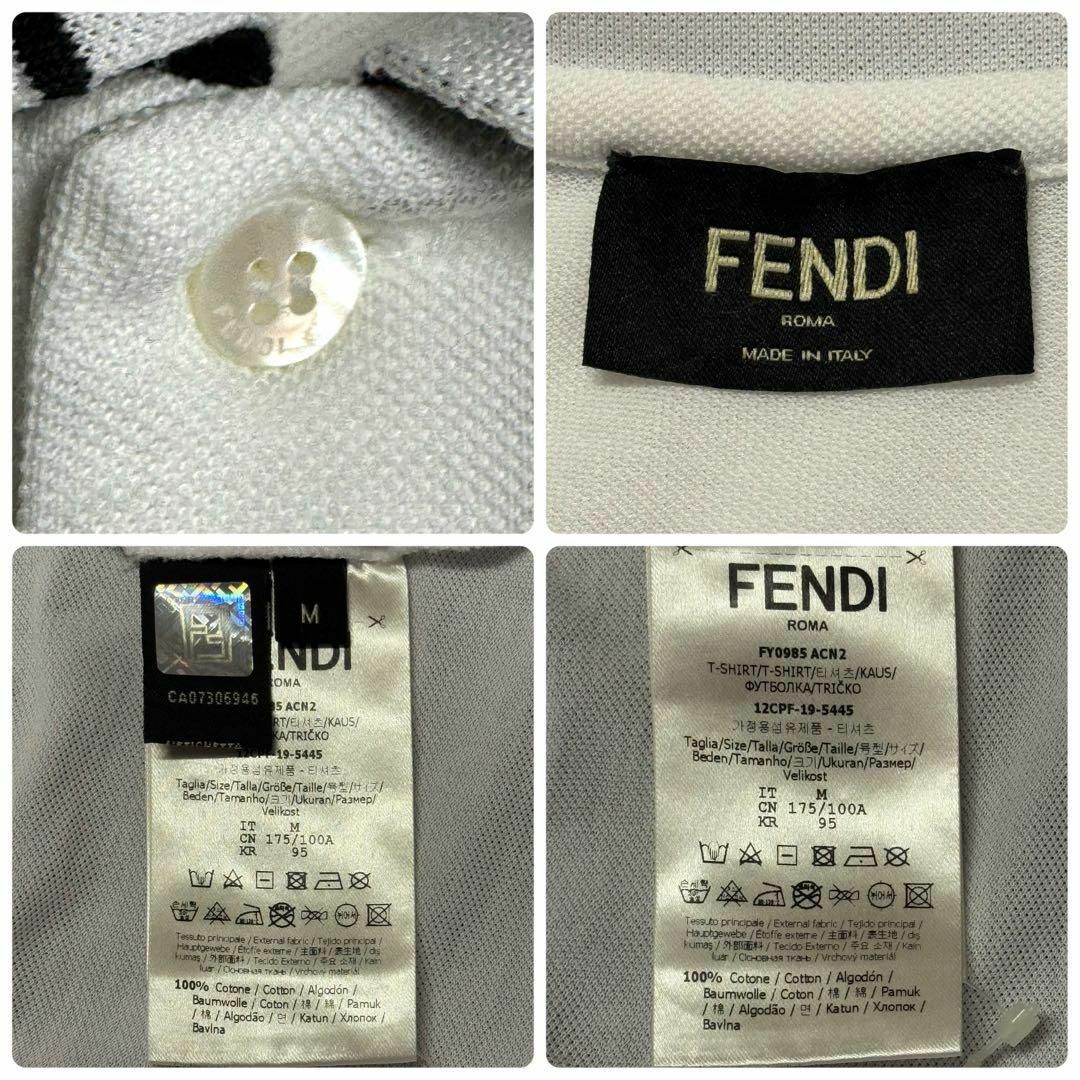 FENDI
ROMA
MADE IN ITALY
CA07306946
M
ENDI
ROMA
85 ACN2
RT/티셔츠/KAUS/
KA/TRIČKO
12CPF-19-5445
가정용섬유제품 - 티셔츠
Taglia/Size/Talla/Größe/Taille/号型/サイズ/
Beden/Tamanho/크기/Ukuran/Размер/
Velikost
IT M
CN 175/100A
KR 95
손세탁
Tessuto principale / External fabric / Tejido principal /
Hauptgewebe / Étoffe externe / 主面料 / 表生地 / dış
kumaş / 外部面料 / Tecido Externo / 주요 소재 / Kain
luar / Основная ткань / Vrchový materiál
100% Cotone / Cotton / Algodón /
Baumwolle / Coton / 棉 / 綿 / Pamuk
/ 棉 / Algodão / 면 / Katun / Хлопок /
Bavlna
FENDI
ROMA
FY0985 ACN2
T-SHIRT/T-SHIRT/티셔츠/KAUS/
ФУТБОЛКА/TRIČKO
12CPF-19-5445
가정용섬유제품 - 티셔츠
Taglia/Size/Talla/Größe/Taille/号型/サイズ/
Beden/Tamanho/크기/Ukuran/Размер/
Velikost
IT M
CN 175/100A
KR 95
손세탁
Tessuto principale / External fabric / Tejido principal /
Hauptgewebe / Étoffe externe / 主面料 / 表生地 / dış
kumaş / 外部面料 / Tecido Externo / 주요 소재 / Kain
luar / Основная ткань / Vrchový materiál
100% Cotone / Cotton / Algodón /
Baumwolle / Coton / 棉 / 綿 / Pamuk
/ 棉 / Algodão / 면 / Katun / Хлопок /
Bavlna